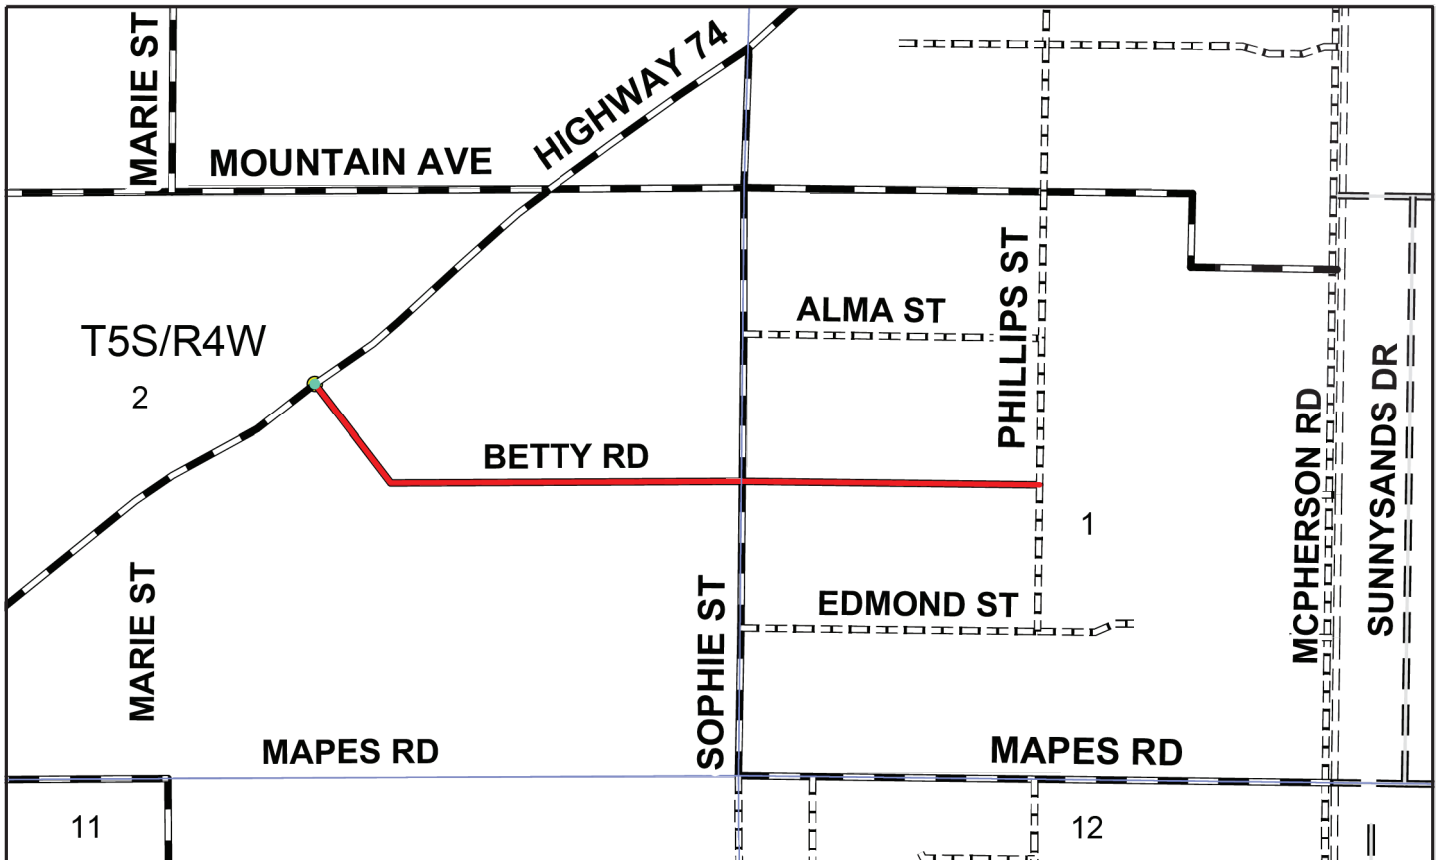 MARIE ST
HIGHWAY 74
MOUNTAIN AVE
PHILLIPS ST
ALMA ST
T5S/R4W
2
SUNNYSANDS DR
MCPHERSON RD
BETTY RD
1
MARIE ST
SOPHIE ST
EDMOND ST
MAPES RD
MAPES RD
11
12